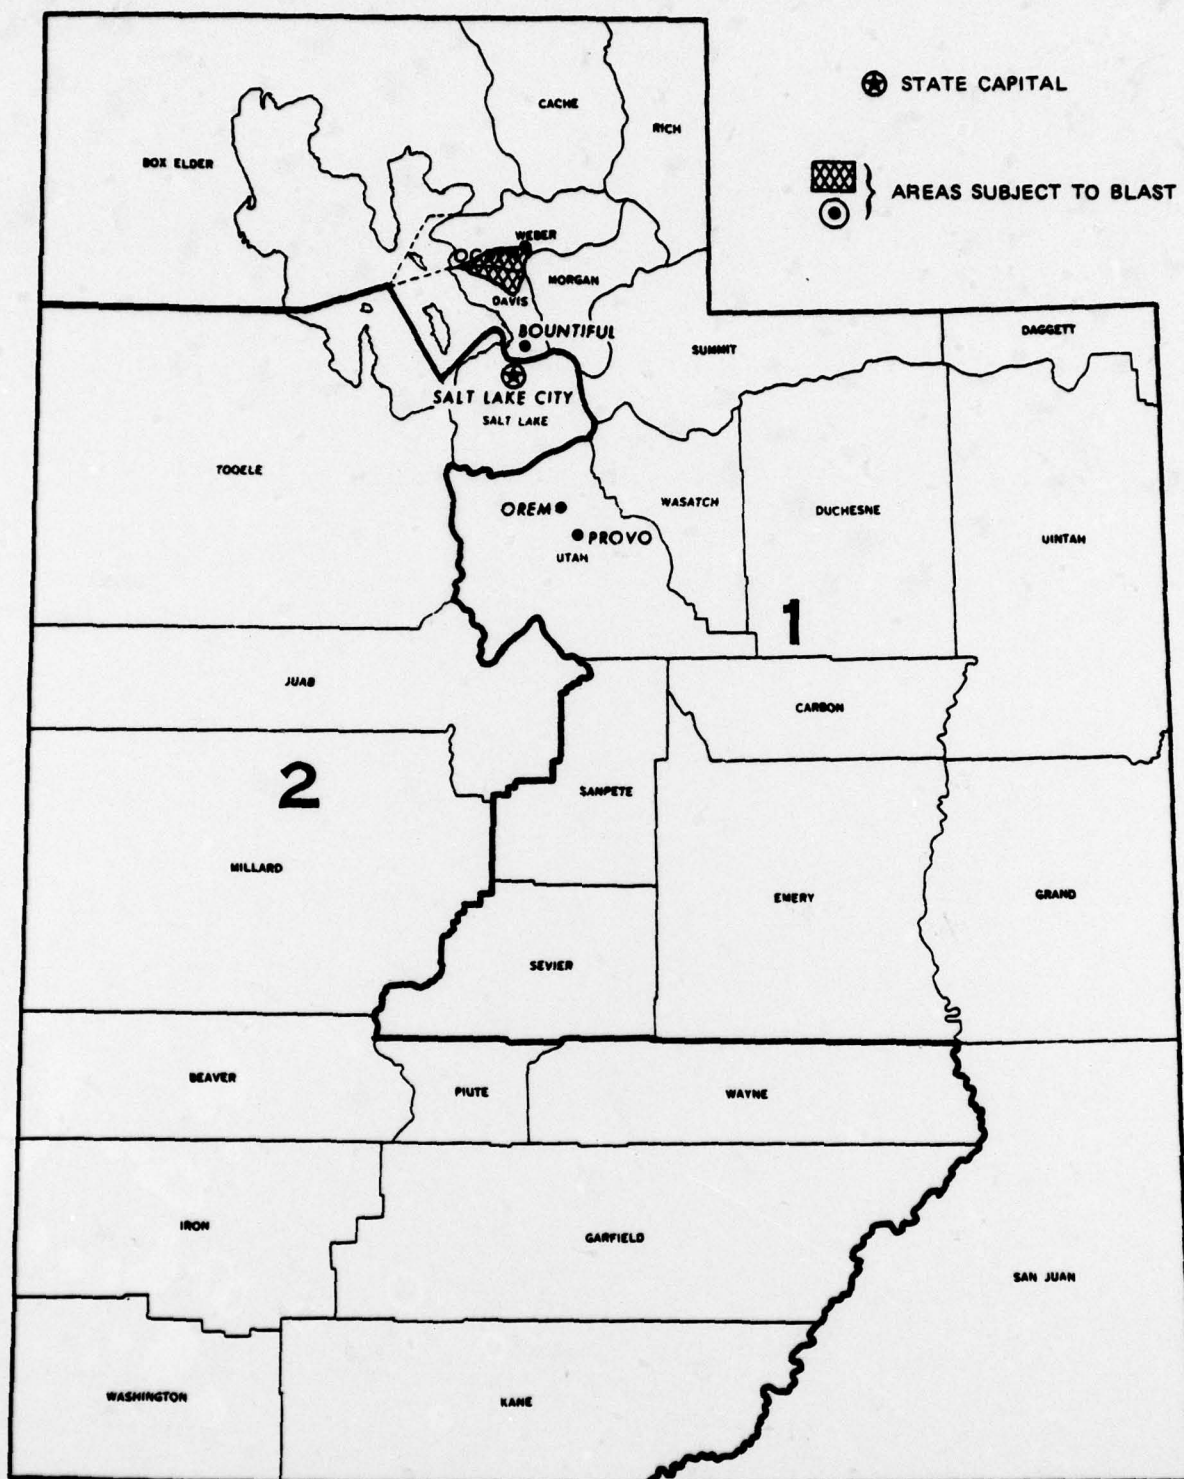 STATE CAPITAL
AREAS SUBJECT TO BLAST
CACHE
RICH
BOX ELDER
WEBER
MORGAN
DAVIS
BOUNTIFUL
SUMMIT
DAGGETT
SALT LAKE CITY
SALT LAKE
TOOELE
OREM
WASATCH
DUCHESNE
UINTAH
PROVO
UTAH
1
JUAB
CARBON
2
SANPETE
MILLARD
EMERY
GRAND
SEVIER
BEAVER
PIUTE
WAYNE
IRON
GARFIELD
SAN JUAN
WASHINGTON
KANE